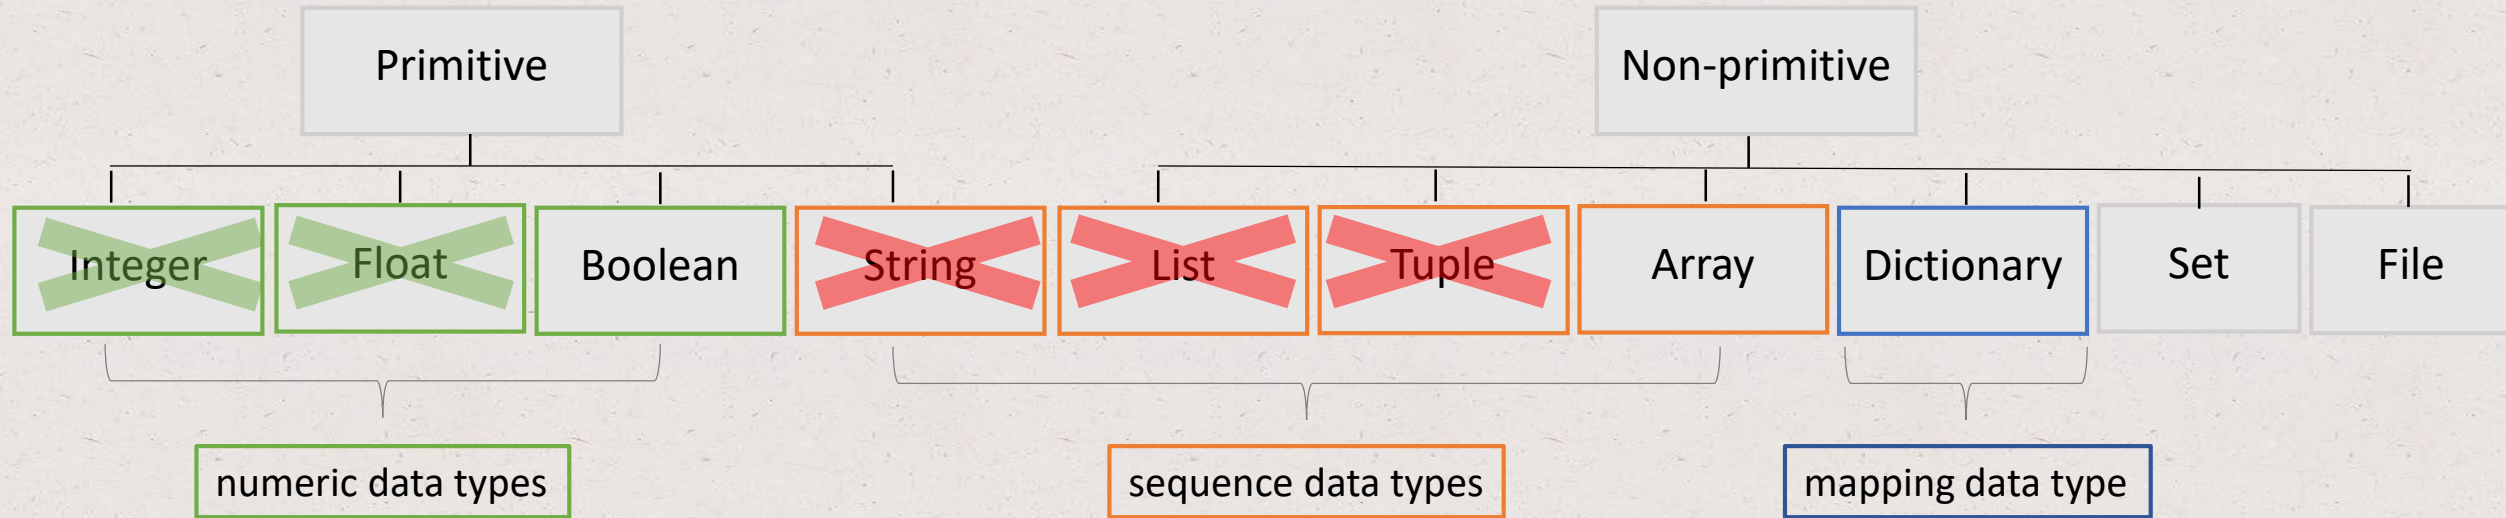 Primitive
Non-primitive
Integer
Float
Boolean
String
List
Tuple
Array
Dictionary
Set
File
numeric data types
sequence data types
mapping data type